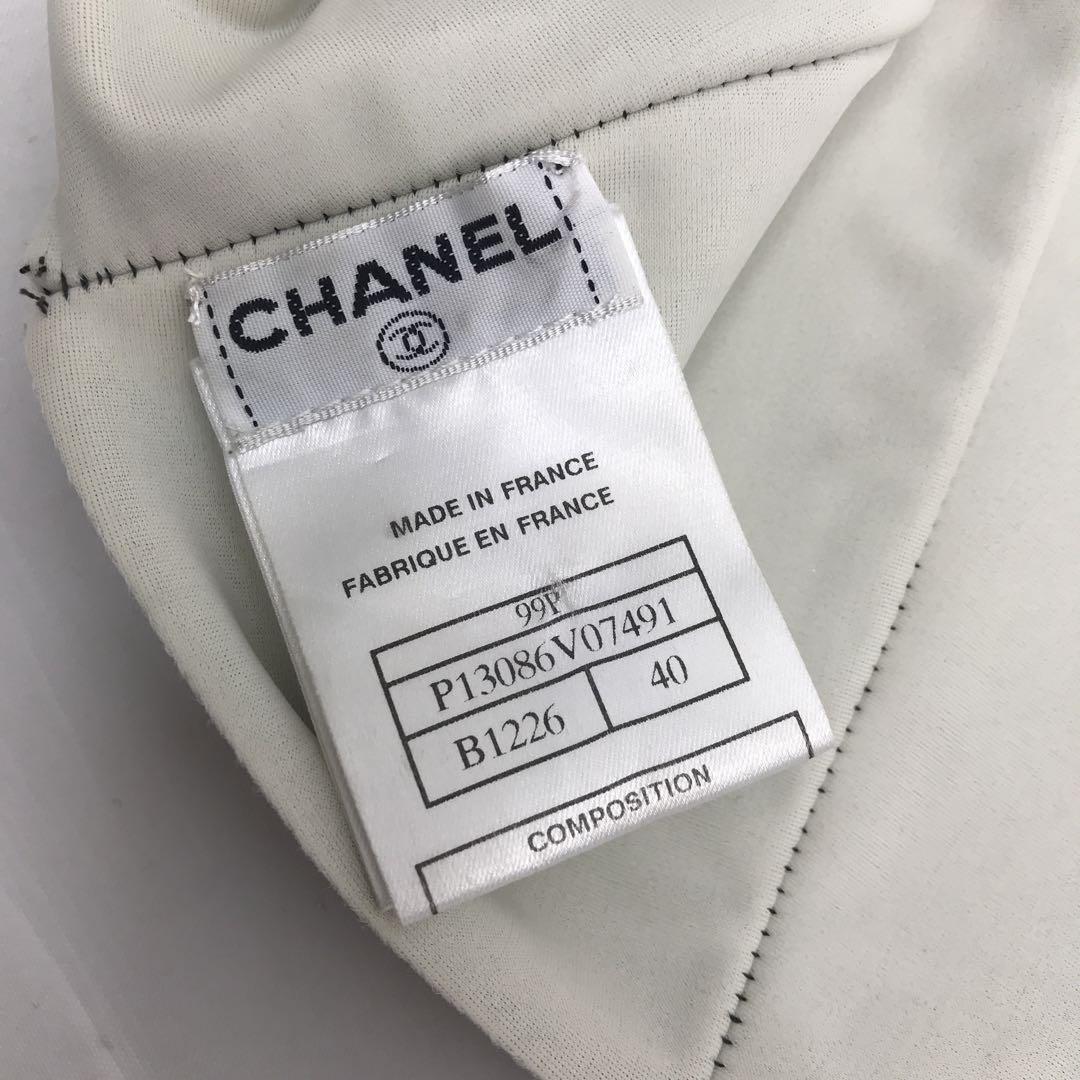 CHANEL
MADE IN FRANCE
FABRIQUE EN FRANCE
99P
P13086V07491
B1226 40
COMPOSITION